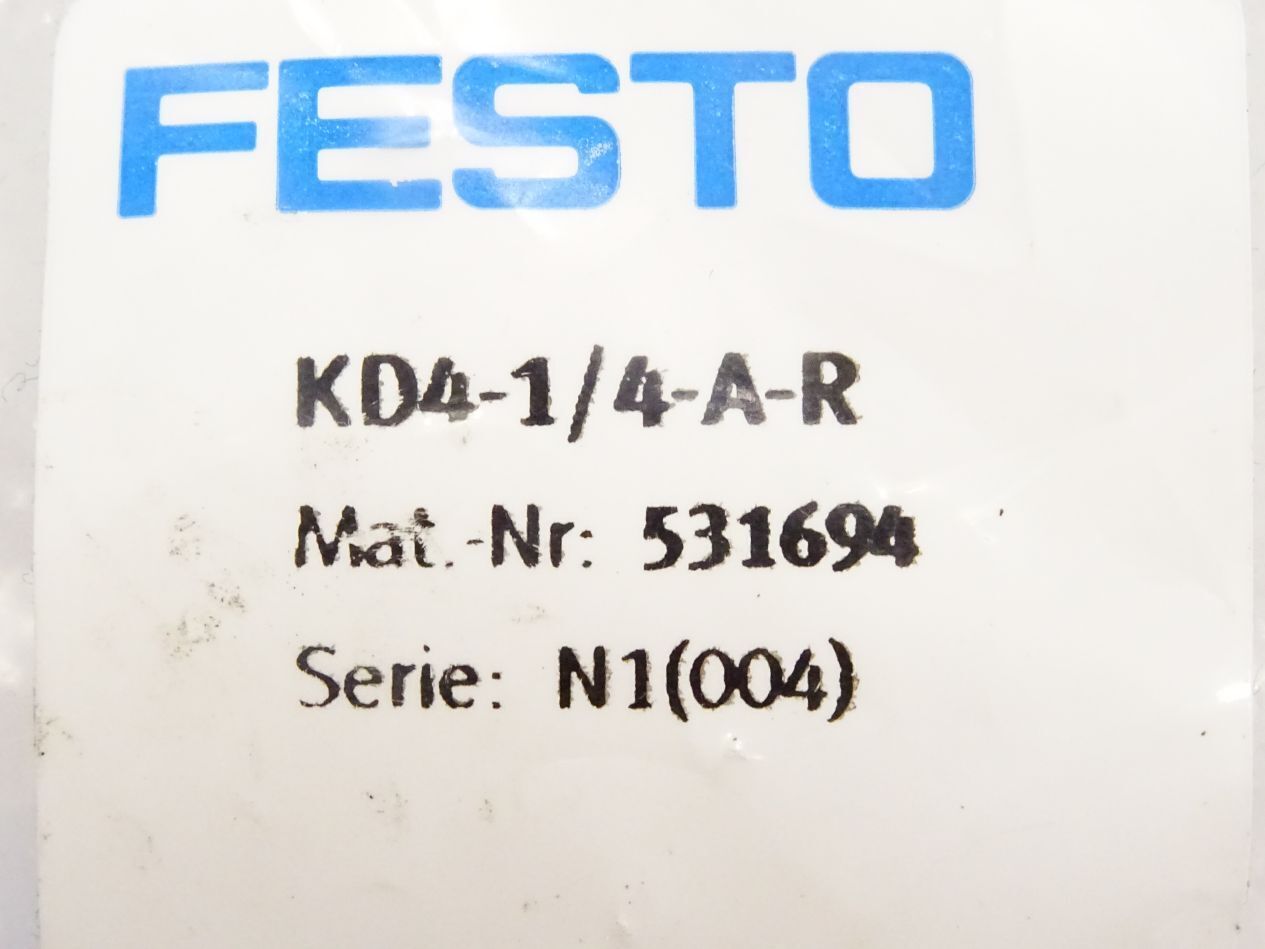 FESTO
KD4-1/4-A-R
Mat.-Nr: 531694
Serie: N1(004)